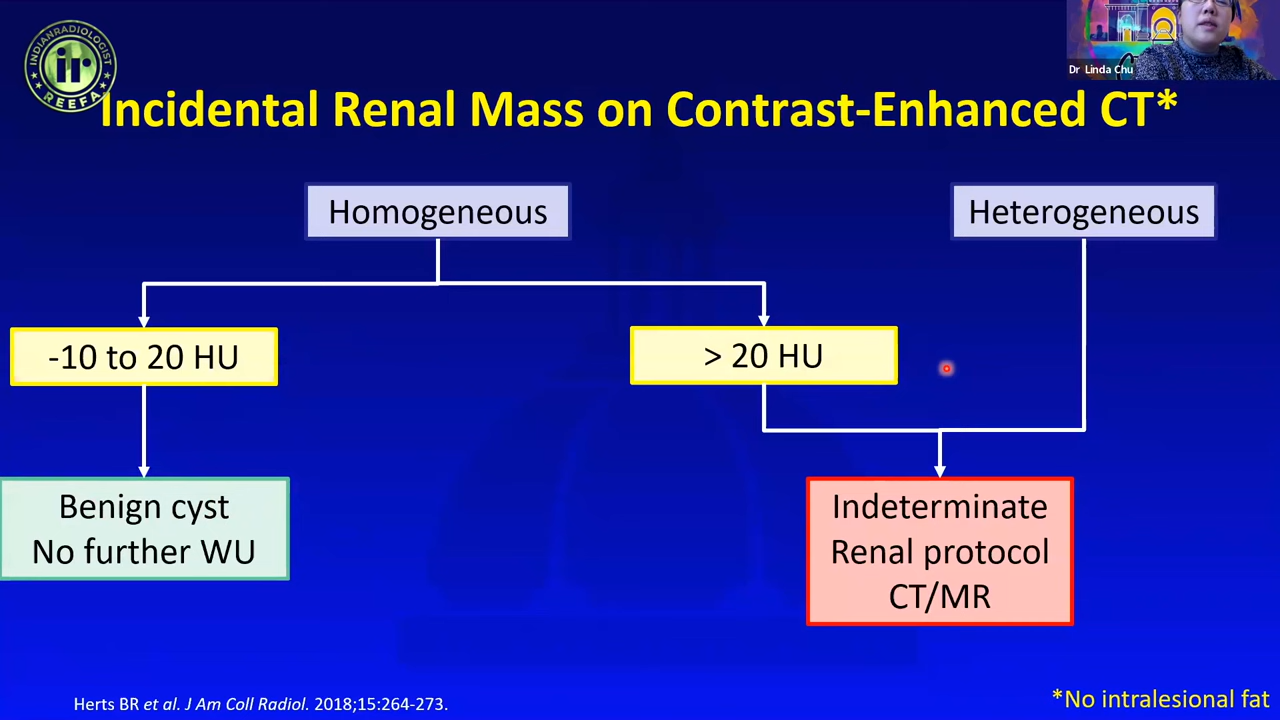 INDIANRADIOLOGIST
ir
REEFA
Dr Linda Chu
Incidental Renal Mass on Contrast-Enhanced CT*
Homogeneous
Heterogeneous
-10 to 20 HU
> 20 HU
Benign cyst
No further WU
Indeterminate
Renal protocol
CT/MR
Herts BR et al. J Am Coll Radiol. 2018;15:264-273.
*No intralesional fat